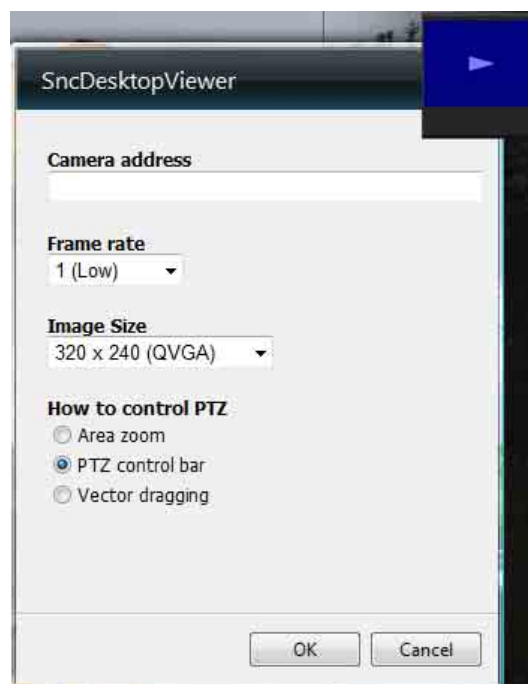 SncDesktopViewer
Camera address
Frame rate
1 (Low)
Image Size
320 x 240 (QVGA)
How to control PTZ
Area zoom
PTZ control bar
Vector dragging
OK
Cancel